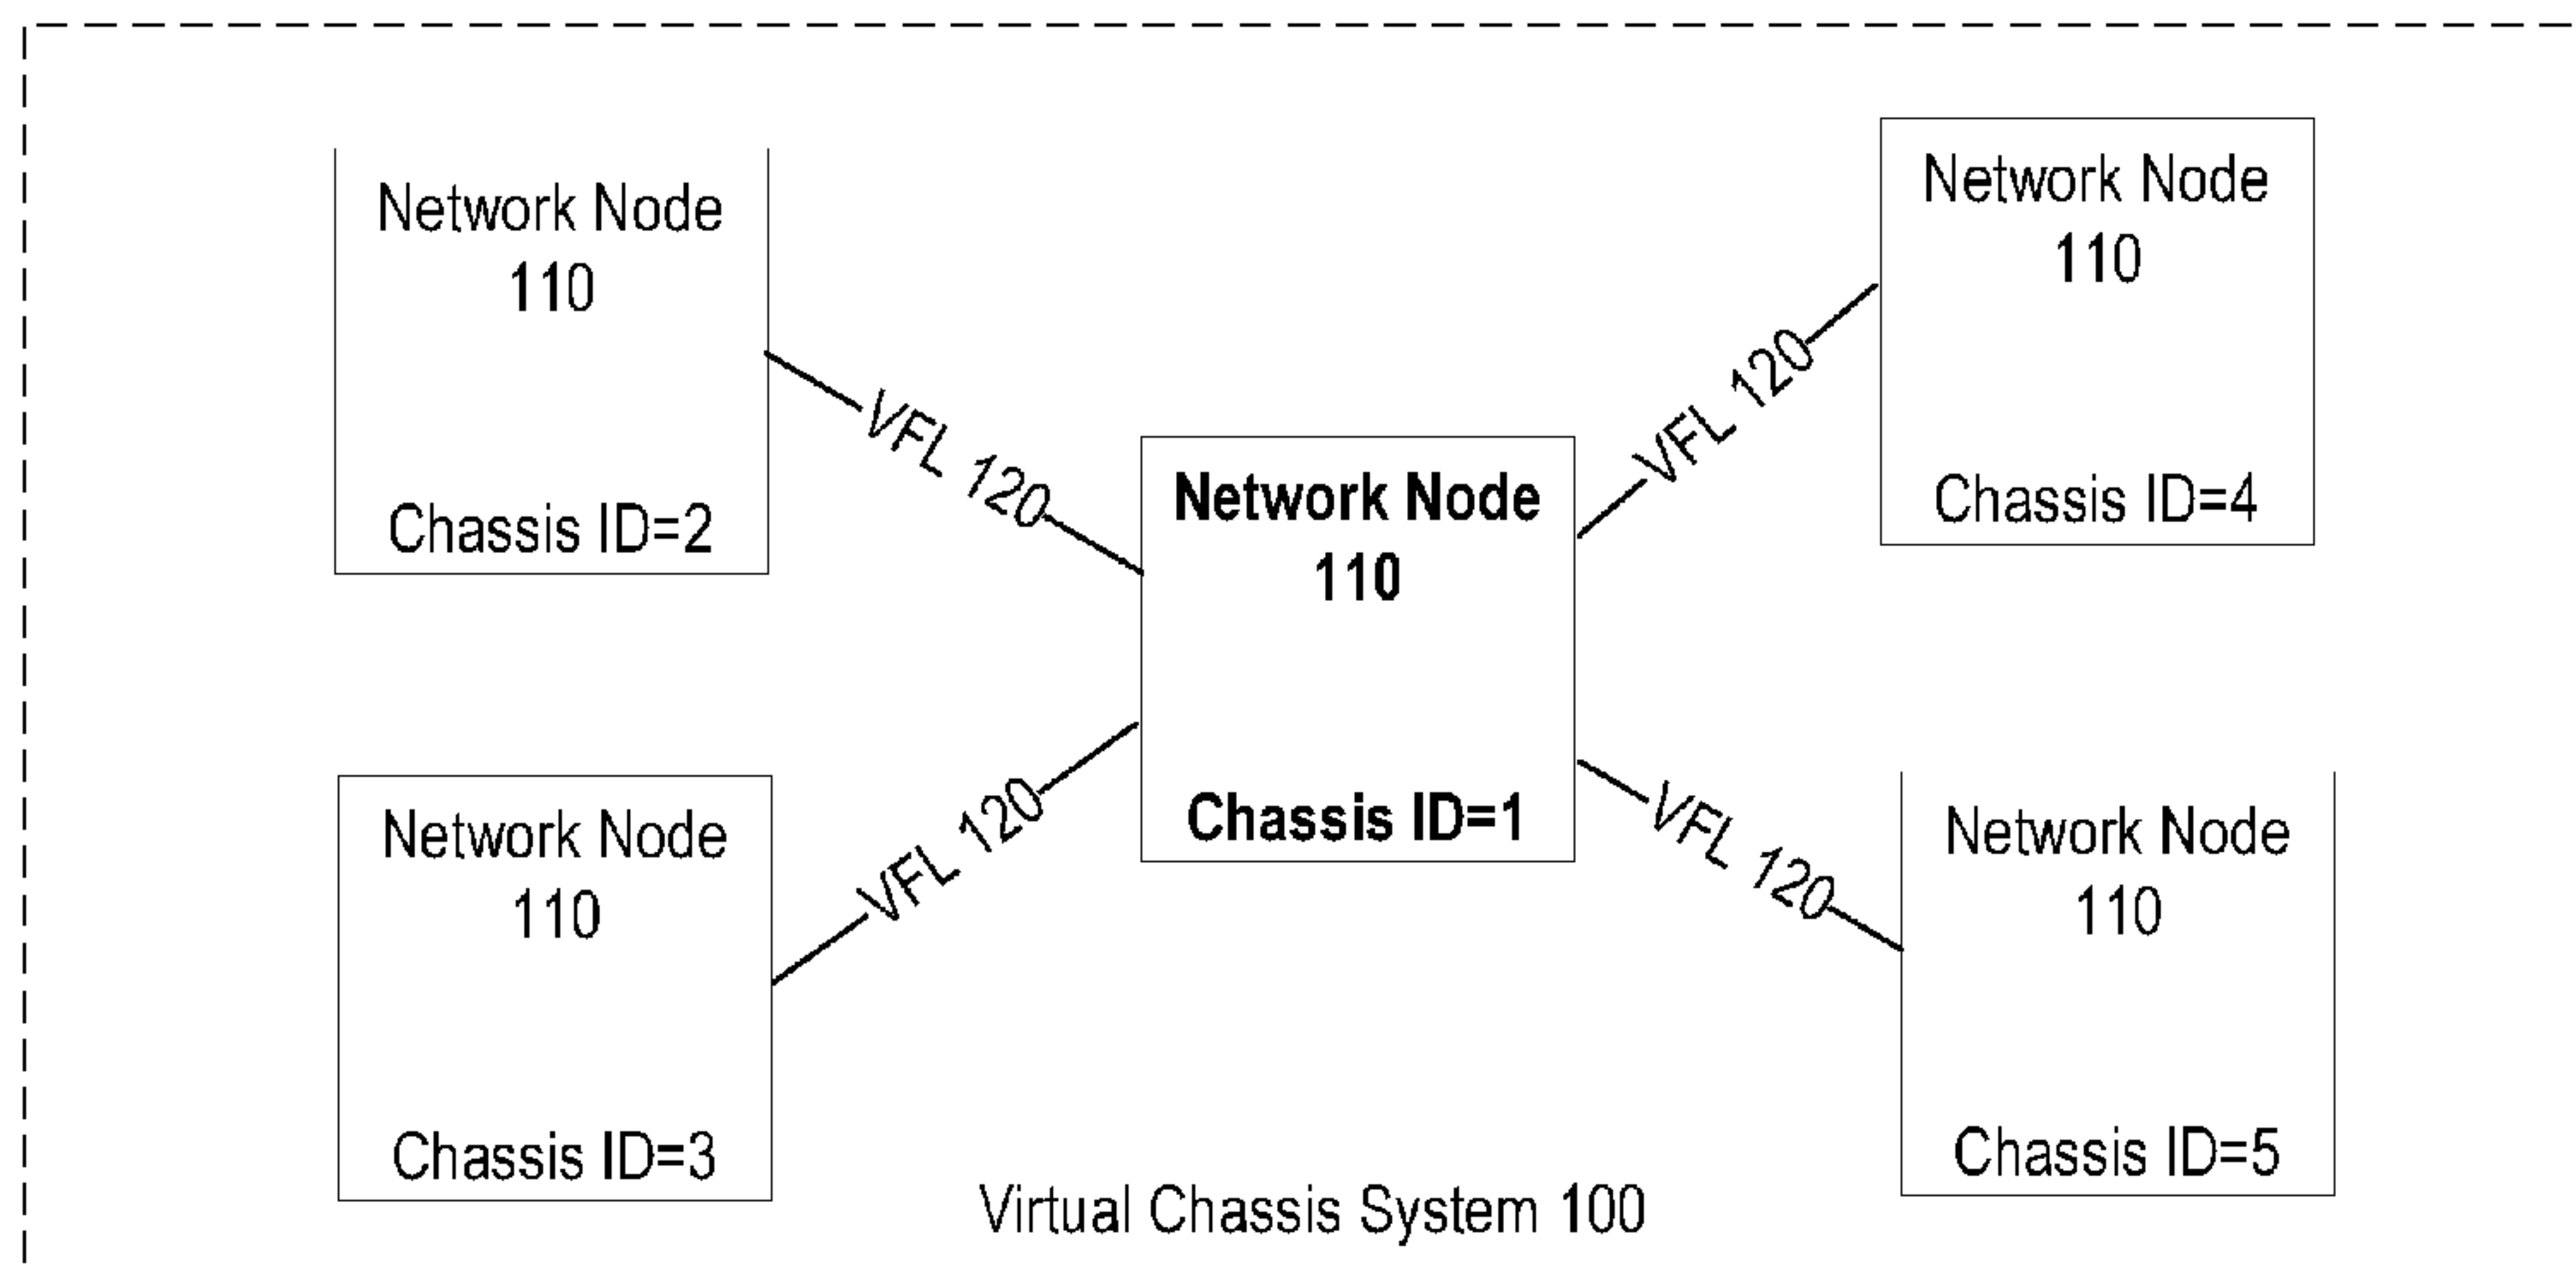 Network Node
110
Chassis ID=2
VFL 120
Network Node
110
Chassis ID=4
VFL 120
Network Node
110
Chassis ID=1
Network Node
110
Chassis ID=3
VFL 120
Network Node
110
Chassis ID=5
VFL 120
Virtual Chassis System 100